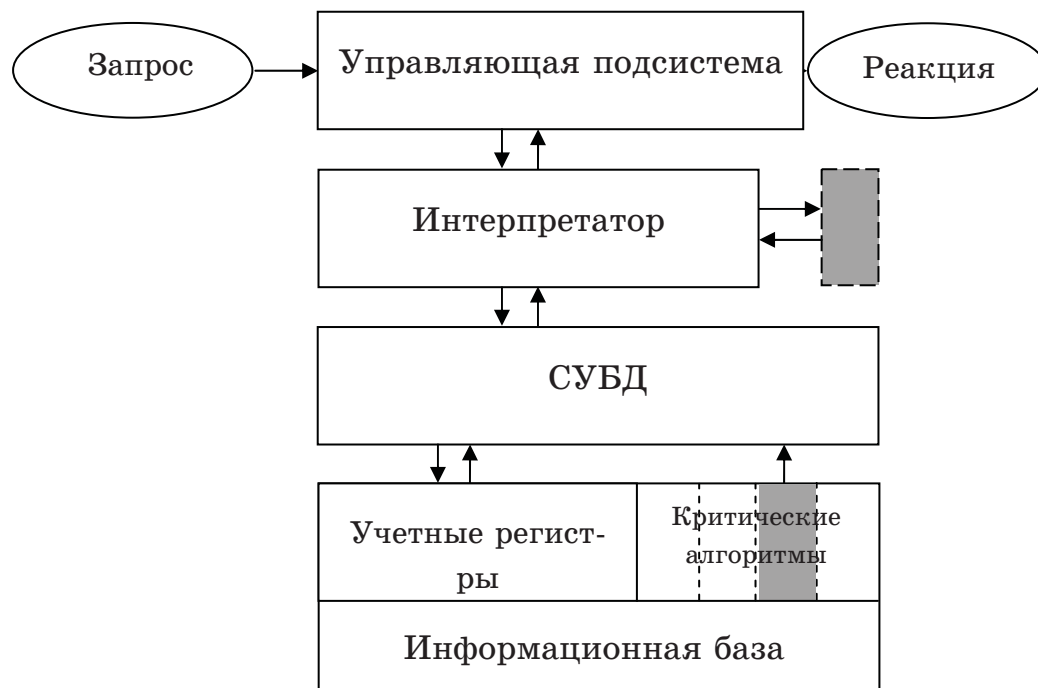 Запрос
Управляющая подсистема
Реакция
Интерпретатор
СУБД
Учетные регист-
ры
Критические
алгоритмы
Информационная база